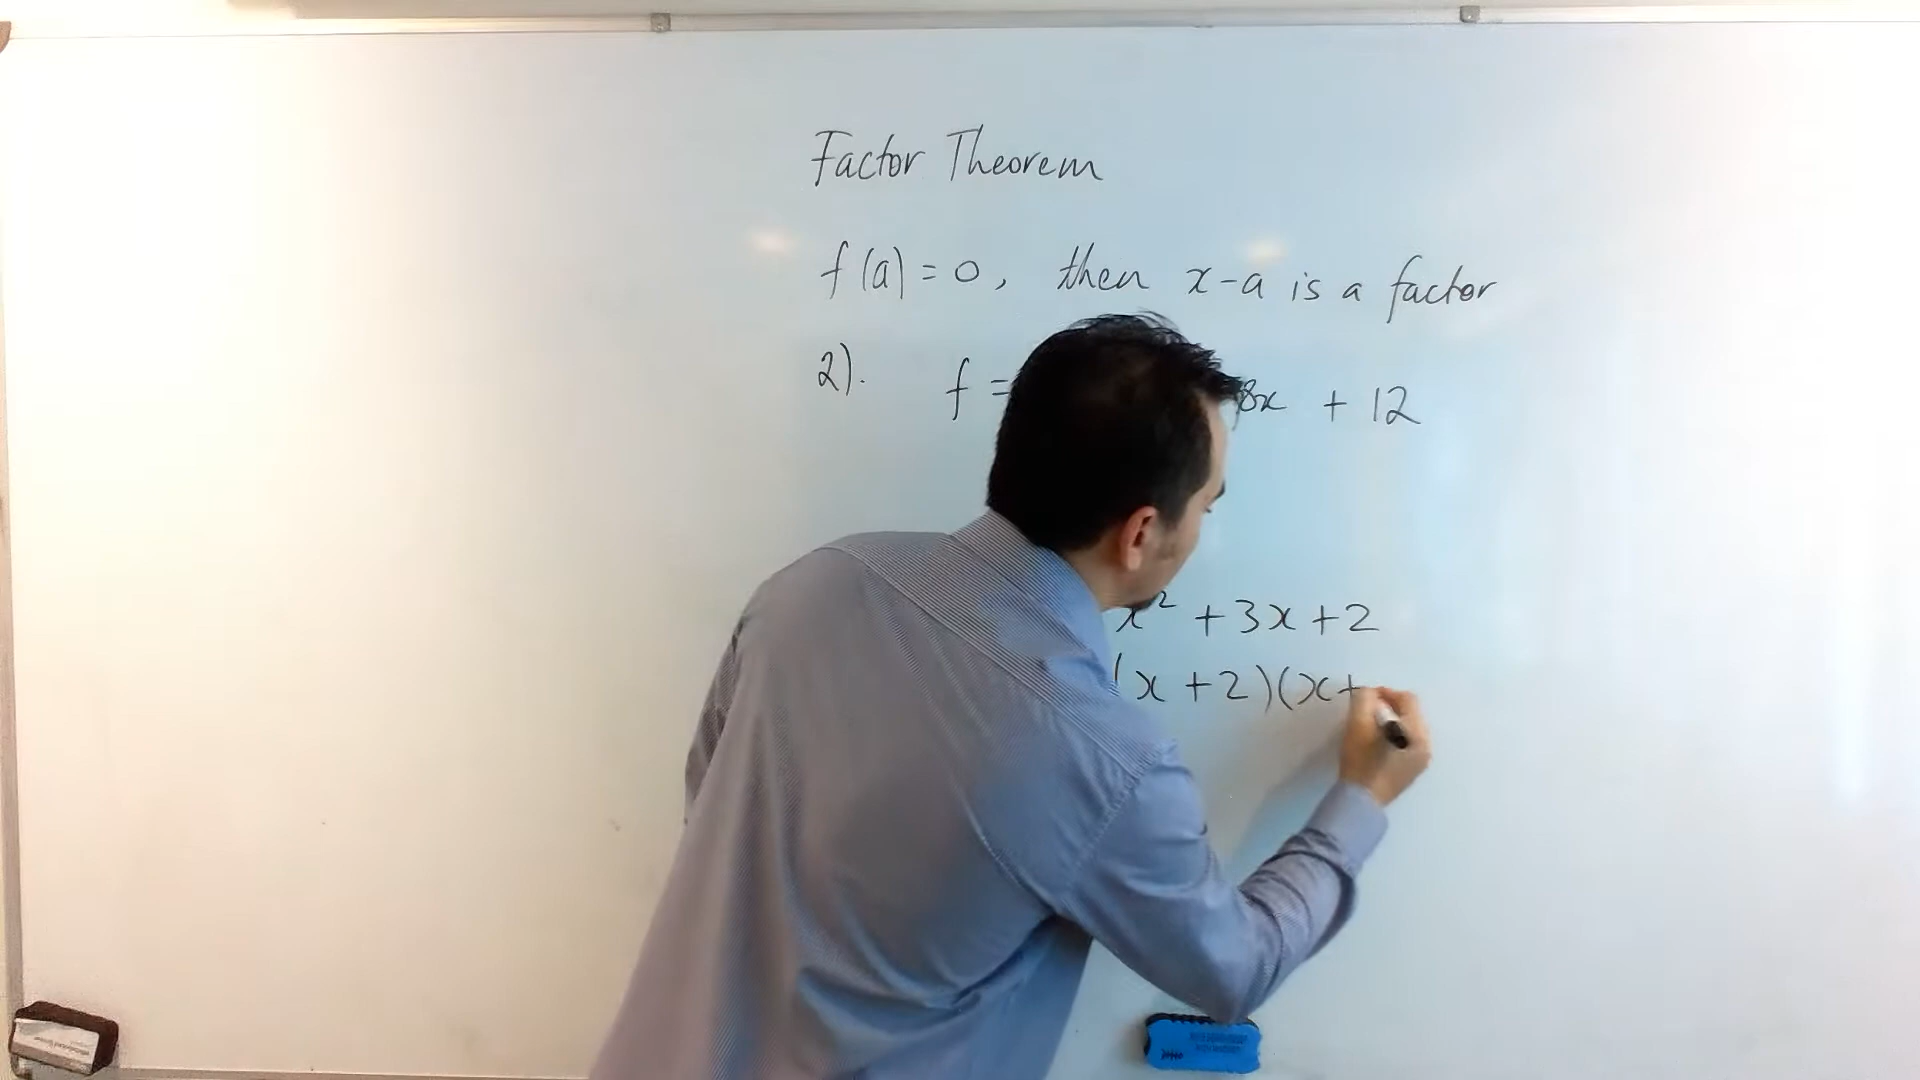 Factor Theorem
f(a) = 0, then x-a is a factor
2). f = 8x + 12
x² + 3x + 2
(x + 2)(x+